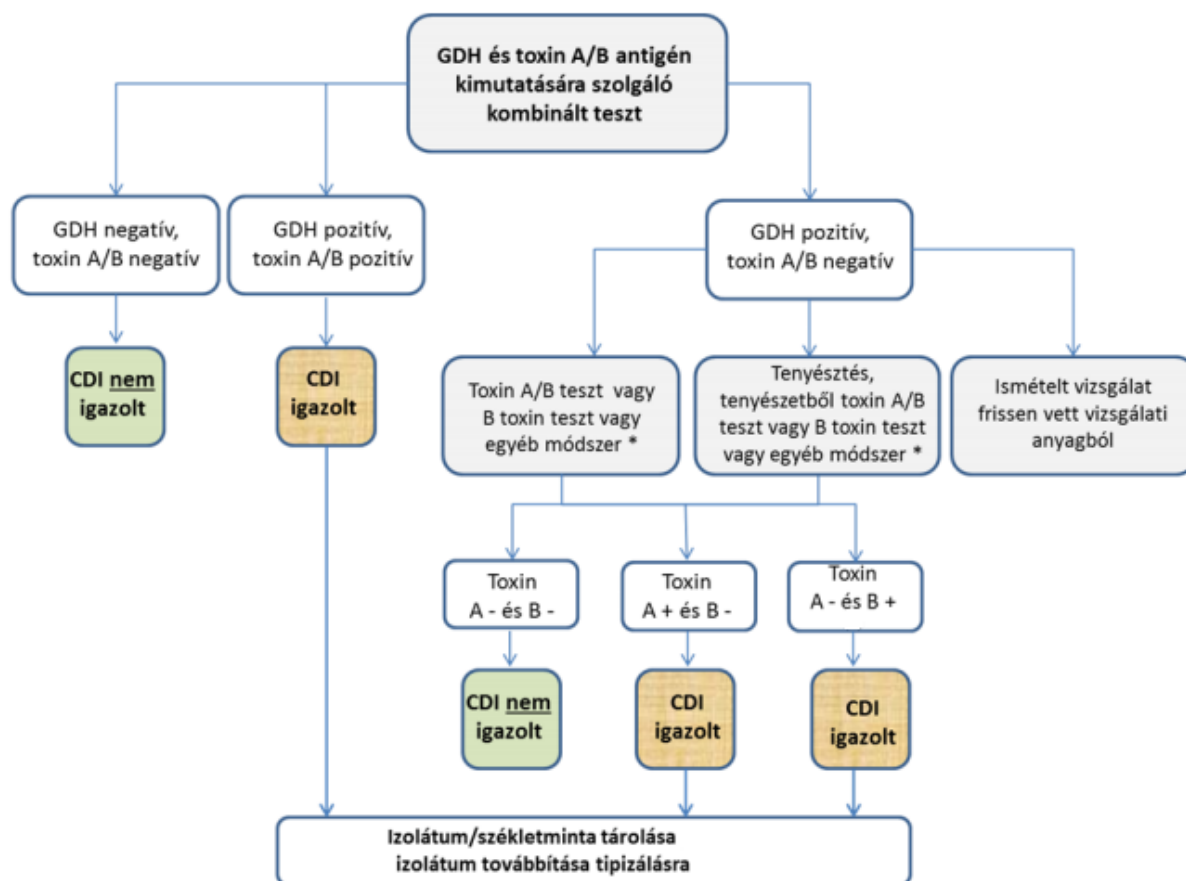 GDH és toxin A/B antigén
kimutatására szolgáló
kombinált teszt
GDH negatív,
toxin A/B negatív
GDH pozitív,
toxin A/B pozitív
GDH pozitív,
toxin A/B negatív
CDI nem
igazolt
CDI
igazolt
Toxin A/B teszt vagy
B toxin teszt vagy
egyéb módszer *
Tenyésztés,
tenyészetből toxin A/B
teszt vagy B toxin teszt
vagy egyéb módszer *
Ismételt vizsgálat
frissen vett vizsgálati
anyagból
Toxin
A - és B -
Toxin
A + és B -
Toxin
A - és B +
CDI nem
igazolt
CDI
igazolt
CDI
igazolt
Izolátum/székletminta tárolása
izolátum továbbítása tipizálásra